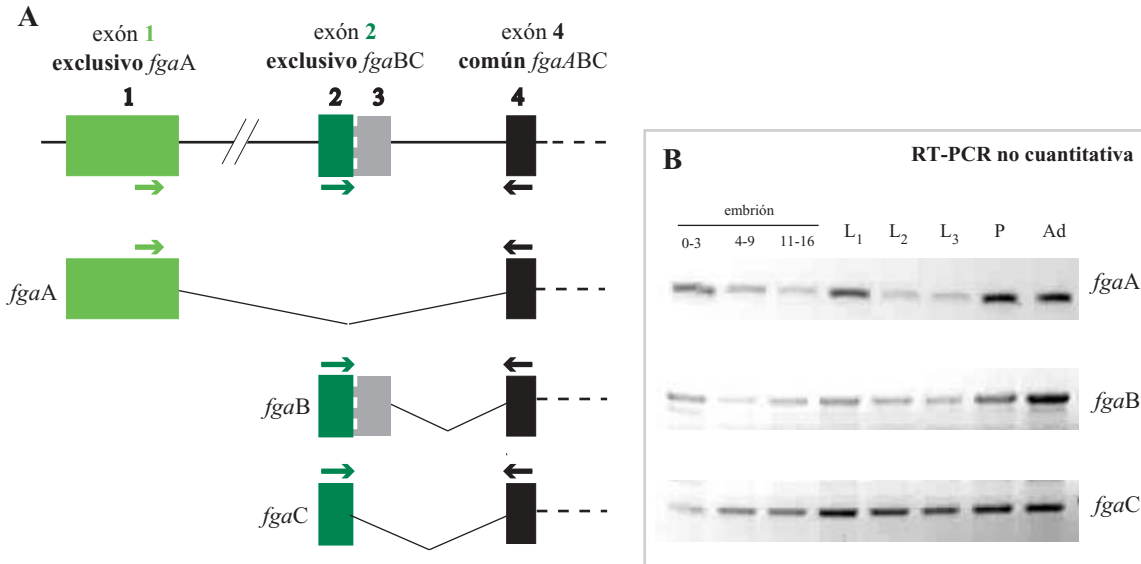 A
exón 1
exclusivo fgaA
exón 2
exclusivo fgaBC
exón 4
común fgaABC
1
2
3
4
fgaA
fgaB
fgaC
B
RT-PCR no cuantitativa
embrión
0-3
4-9
11-16
L1
L2
L3
P
Ad
fgaA
fgaB
fgaC